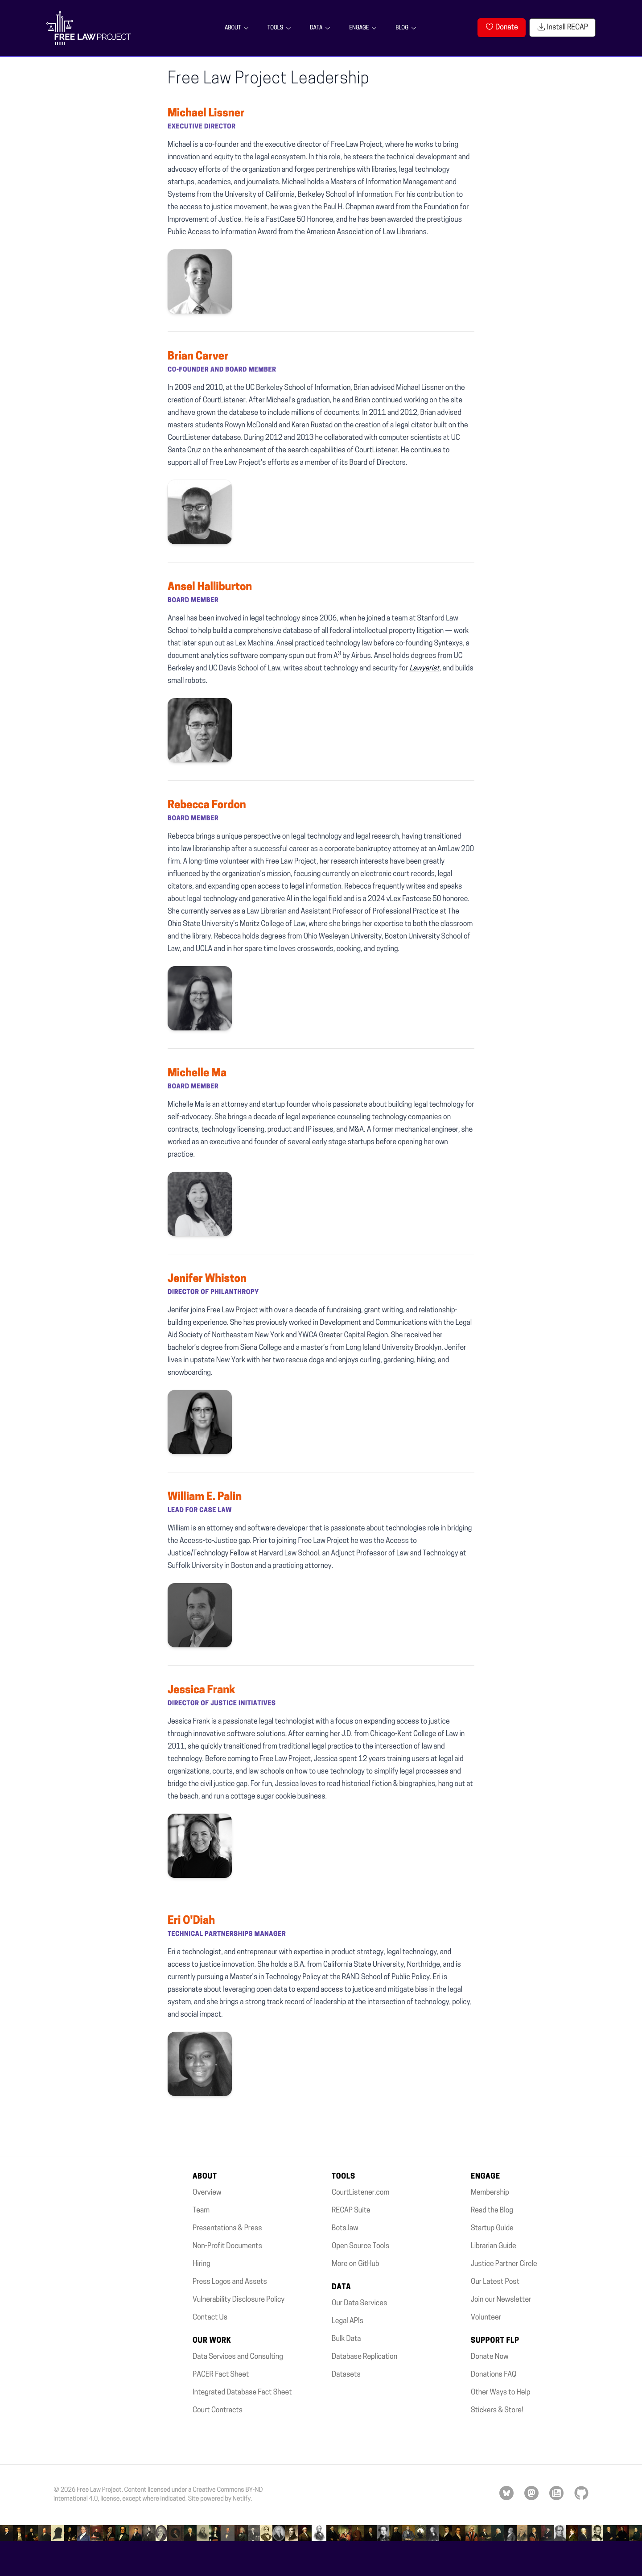 FREE LAW PROJECT
ABOUT
TOOLS
DATA
ENGAGE
BLOG
Donate
Install RECAP
Free Law Project Leadership
Michael Lissner
EXECUTIVE DIRECTOR
Michael is a co-founder and the executive director of Free Law Project, where he works to bring
innovation and equity to the legal ecosystem. In this role, he steers the technical development and
advocacy efforts of the organization and forges partnerships with libraries, legal technology
startups, academics, and journalists. Michael holds a Masters of Information Management and
Systems from the University of California, Berkeley School of Information. For his contribution to
the access to justice movement, he was given the Paul H. Chapman award from the Foundation for
Improvement of Justice. He is a FastCase 50 Honoree, and he has been awarded the prestigious
Public Access to Information Award from the American Association of Law Librarians.
Brian Carver
CO-FOUNDER AND BOARD MEMBER
In 2009 and 2010, at the UC Berkeley School of Information, Brian advised Michael Lissner on the
creation of CourtListener. After Michael's graduation, he and Brian continued working on the site
and have grown the database to include millions of documents. In 2011 and 2012, Brian advised
masters students Rowyn McDonald and Karen Rustad on the creation of a legal citator built on the
CourtListener database. During 2012 and 2013 he collaborated with computer scientists at UC
Santa Cruz on the enhancement of the search capabilities of CourtListener. He continues to
support all of Free Law Project's efforts as a member of its Board of Directors.
Ansel Halliburton
BOARD MEMBER
Ansel has been involved in legal technology since 2006, when he joined a team at Stanford Law
School to help build a comprehensive database of all federal intellectual property litigation — work
that later spun out as Lex Machina. Ansel practiced technology law before co-founding Syntexys, a
document analytics software company spun out from A3 by Airbus. Ansel holds degrees from UC
Berkeley and UC Davis School of Law, writes about technology and security for Lawyerist, and builds
small robots.
Rebecca Fordon
BOARD MEMBER
Rebecca brings a unique perspective on legal technology and legal research, having transitioned
into law librarianship after a successful career as a corporate bankruptcy attorney at an AmLaw 200
firm. A long-time volunteer with Free Law Project, her research interests have been greatly
influenced by the organization's mission, focusing currently on electronic court records, legal
citators, and expanding open access to legal information. Rebecca frequently writes and speaks
about legal technology and generative AI in the legal field and is a 2024 vLex Fastcase 50 honoree.
She currently serves as a Law Librarian and Assistant Professor of Professional Practice at The
Ohio State University's Moritz College of Law, where she brings her expertise to both the classroom
and the library. Rebecca holds degrees from Ohio Wesleyan University, Boston University School of
Law, and UCLA and in her spare time loves crosswords, cooking, and cycling.
Michelle Ma
BOARD MEMBER
Michelle Ma is an attorney and startup founder who is passionate about building legal technology for
self-advocacy. She brings a decade of legal experience counseling technology companies on
contracts, technology licensing, product and IP issues, and M&A. A former mechanical engineer, she
worked as an executive and founder of several early stage startups before opening her own
practice.
Jenifer Whiston
DIRECTOR OF PHILANTHROPY
Jenifer joins Free Law Project with over a decade of fundraising, grant writing, and relationship-
building experience. She has previously worked in Development and Communications with the Legal
Aid Society of Northeastern New York and YWCA Greater Capital Region. She received her
bachelor's degree from Siena College and a master's from Long Island University Brooklyn. Jenifer
lives in upstate New York with her two rescue dogs and enjoys curling, gardening, hiking, and
snowboarding.
William E. Palin
LEAD FOR CASE LAW
William is an attorney and software developer that is passionate about technologies role in bridging
the Access-to-Justice gap. Prior to joining Free Law Project he was the Access to
Justice/Technology Fellow at Harvard Law School, an Adjunct Professor of Law and Technology at
Suffolk University in Boston and a practicing attorney.
Jessica Frank
DIRECTOR OF JUSTICE INITIATIVES
Jessica Frank is a passionate legal technologist with a focus on expanding access to justice
through innovative software solutions. After earning her J.D. from Chicago-Kent College of Law in
2011, she quickly transitioned from traditional legal practice to the intersection of law and
technology. Before coming to Free Law Project, Jessica spent 12 years training users at legal aid
organizations, courts, and law schools on how to use technology to simplify legal processes and
bridge the civil justice gap. For fun, Jessica loves to read historical fiction & biographies, hang out at
the beach, and run a cottage sugar cookie business.
Eri O'Diah
TECHNICAL PARTNERSHIPS MANAGER
Eri a technologist, and entrepreneur with expertise in product strategy, legal technology, and
access to justice innovation. She holds a B.A. from California State University, Northridge, and is
currently pursuing a Master's in Technology Policy at the RAND School of Public Policy. Eri is
passionate about leveraging open data to expand access to justice and mitigate bias in the legal
system, and she brings a strong track record of leadership at the intersection of technology, policy,
and social impact.
ABOUT
Overview
Team
Presentations & Press
Non-Profit Documents
Hiring
Press Logos and Assets
Vulnerability Disclosure Policy
Contact Us
OUR WORK
Data Services and Consulting
PACER Fact Sheet
Integrated Database Fact Sheet
Court Contracts
TOOLS
CourtListener.com
RECAP Suite
Bots.law
Open Source Tools
More on GitHub
DATA
Our Data Services
Legal APIs
Bulk Data
Database Replication
Datasets
ENGAGE
Membership
Read the Blog
Startup Guide
Librarian Guide
Justice Partner Circle
Our Latest Post
Join our Newsletter
Volunteer
SUPPORT FLP
Donate Now
Donations FAQ
Other Ways to Help
Stickers & Store!
© 2026 Free Law Project. Content licensed under a Creative Commons BY-ND
international 4.0, license, except where indicated. Site powered by Netlify.